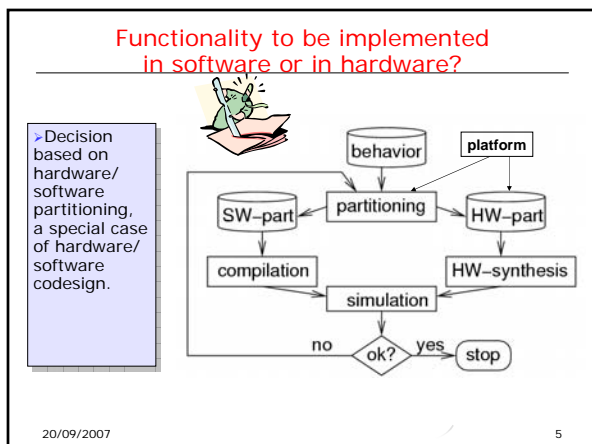 Functionality to be implemented
in software or in hardware?
➢Decision
based on
hardware/
software
partitioning,
a special case
of hardware/
software
codesign.
behavior
platform
SW-part
partitioning
HW-part
compilation
HW-synthesis
simulation
no
ok?
yes
stop
20/09/2007
5